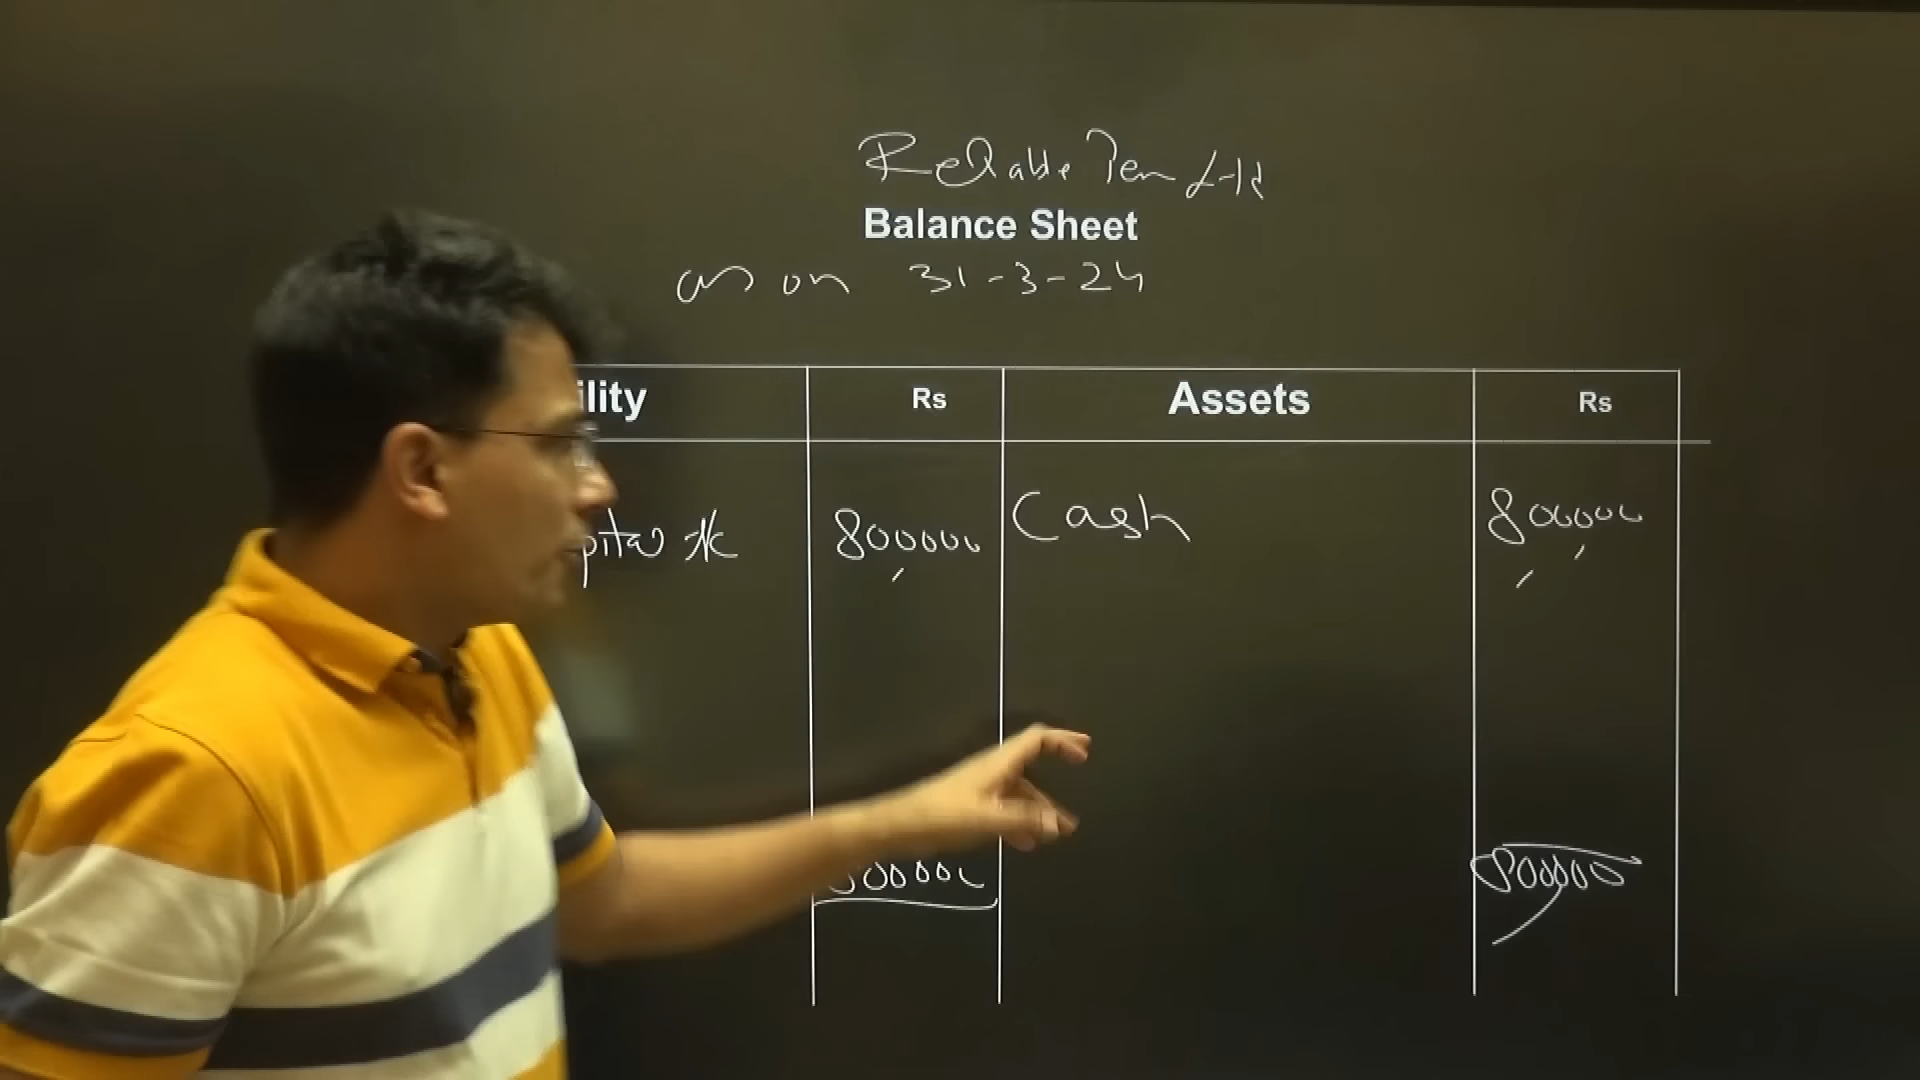 Reliable Pen Ltd
Balance Sheet
as on 31-3-24
ility Rs Assets Rs
pital A/c 800000 Cash 800000
800000 800000